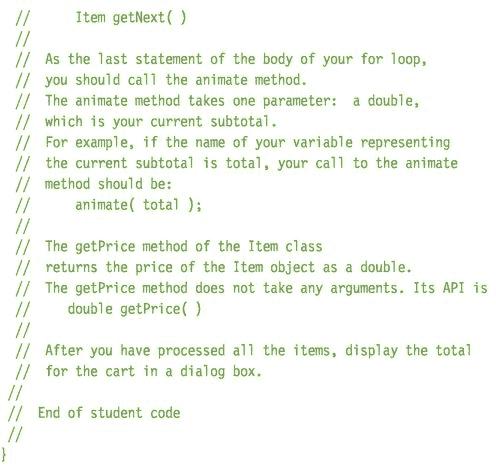 //      Item getNext( )
//
//  As the last statement of the body of your for loop,
//  you should call the animate method.
//  The animate method takes one parameter:  a double,
//  which is your current subtotal.
//  For example, if the name of your variable representing
//  the current subtotal is total, your call to the animate
//  method should be:
//      animate( total );
//
//  The getPrice method of the Item class
//  returns the price of the Item object as a double.
//  The getPrice method does not take any arguments. Its API is
//     double getPrice( )
//
//  After you have processed all the items, display the total
//  for the cart in a dialog box.
//
//  End of student code
//
}